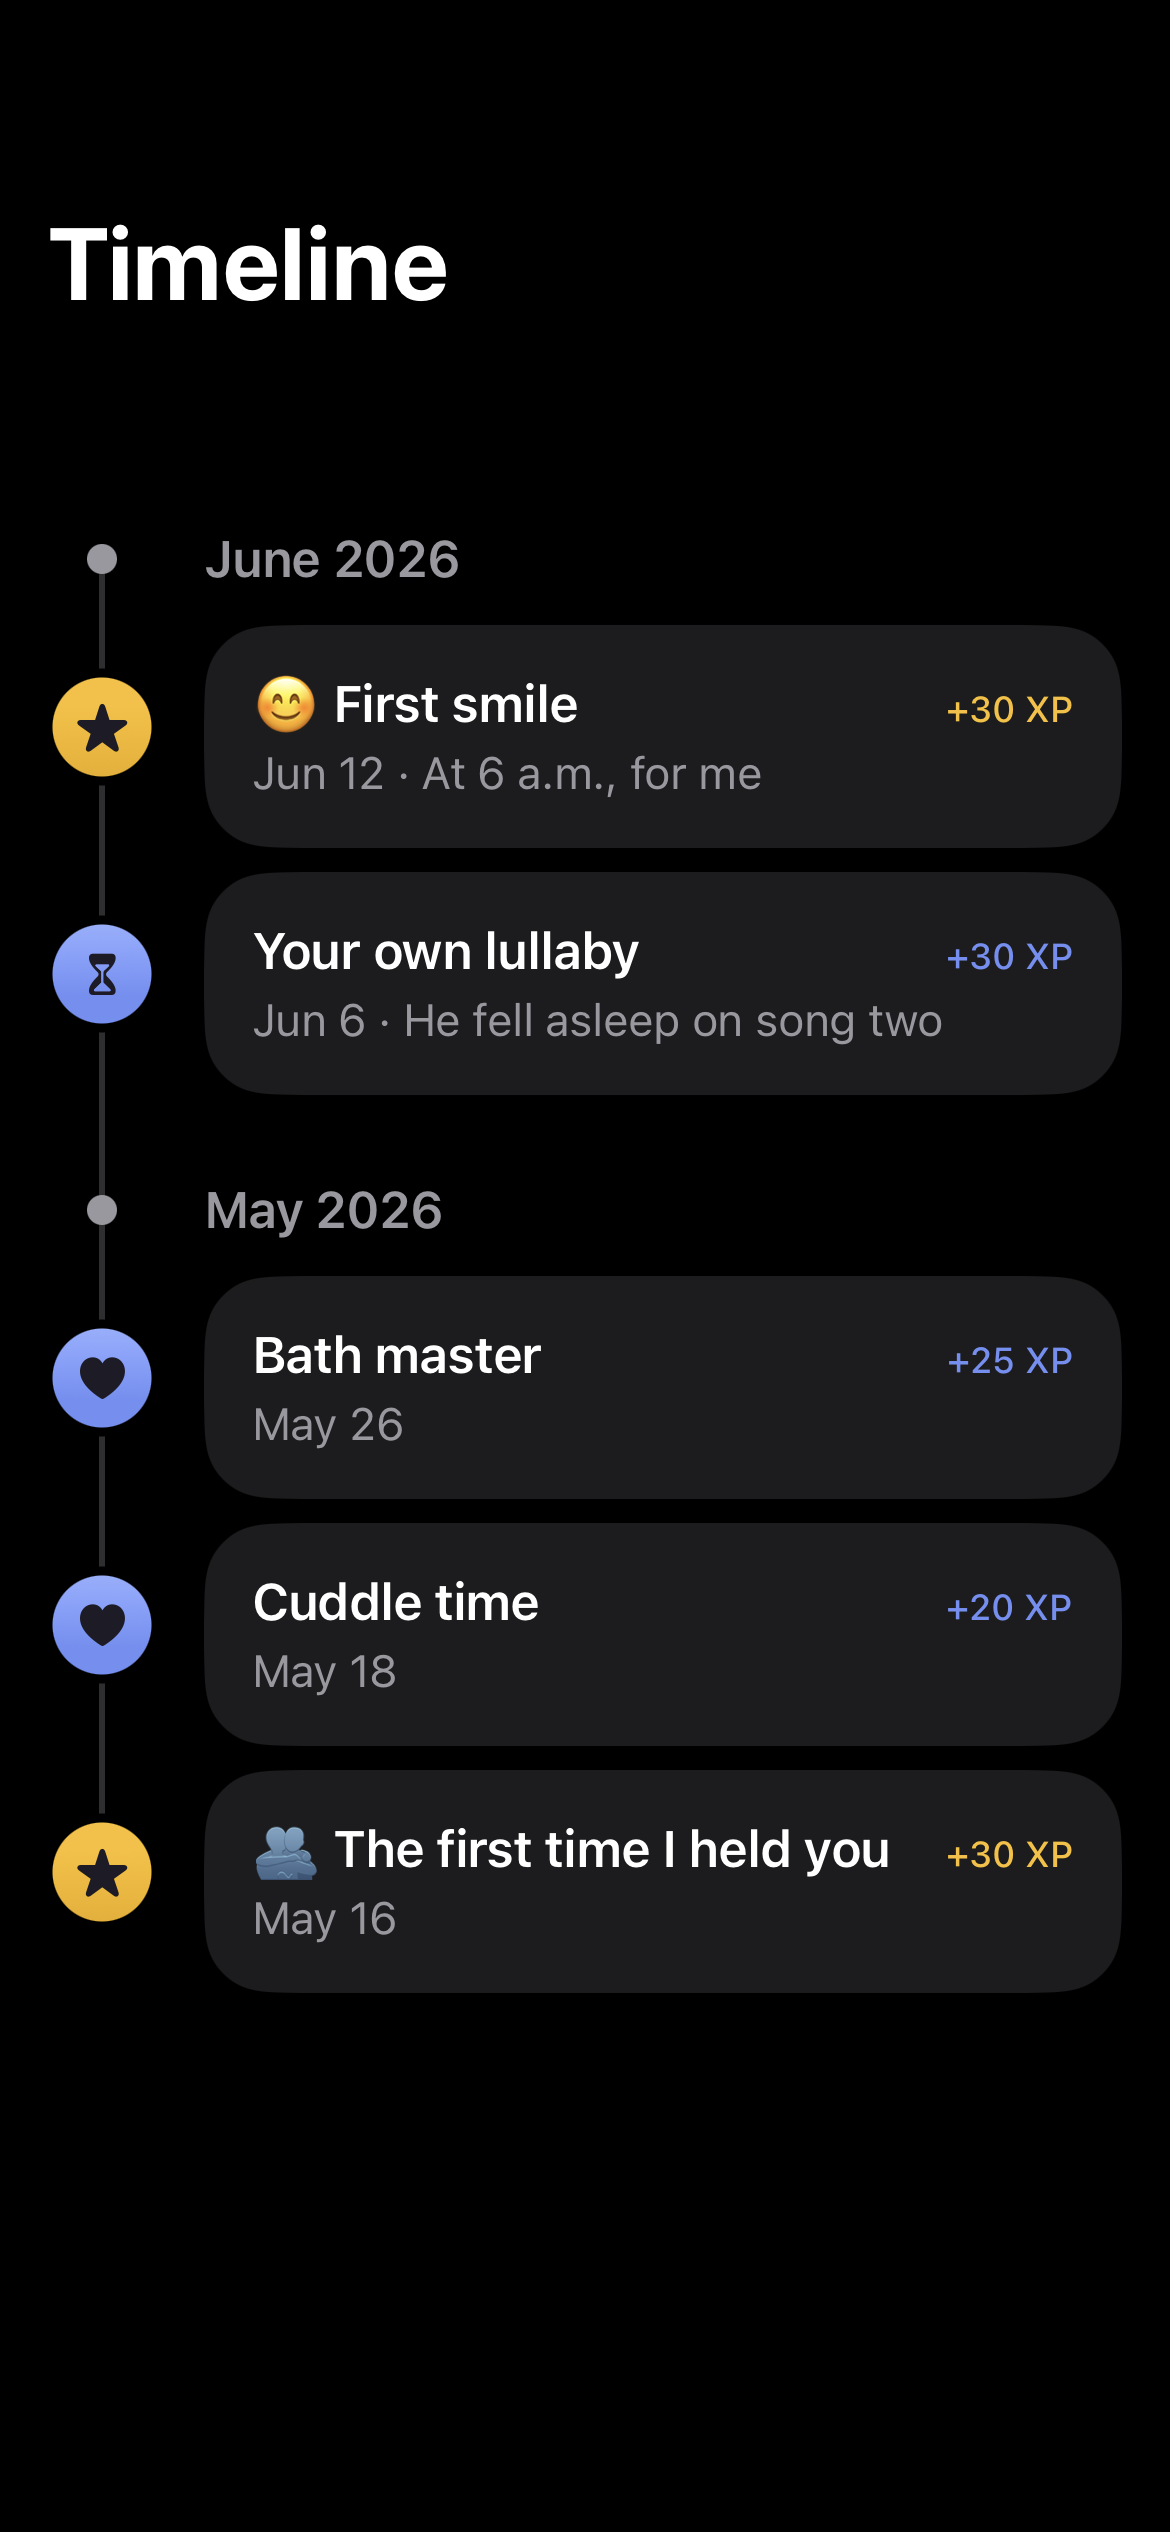 Timeline
June 2026
😊 First smile +30 XP
Jun 12 · At 6 a.m., for me
Your own lullaby +30 XP
Jun 6 · He fell asleep on song two
May 2026
Bath master +25 XP
May 26
Cuddle time +20 XP
May 18
🫂 The first time I held you +30 XP
May 16